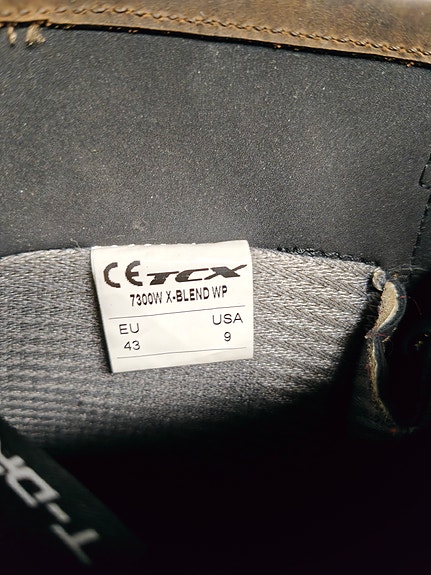 CE TCX
7300W X-BLEND WP
EU USA
43 9
T-D